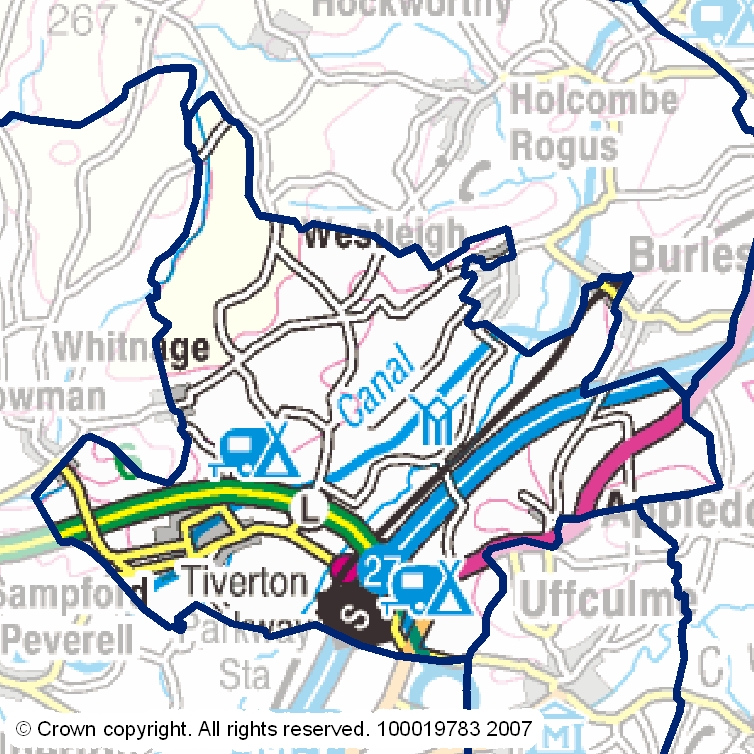 Hockworthy
267
Holcombe
Rogus
Westleigh
Burles
Whitnage
owman
Canal
L
Appledo
27
Tiverton
Parkway
Sta
S
Sampford
Peverell
Uffculme
C
M
© Crown copyright. All rights reserved. 100019783 2007